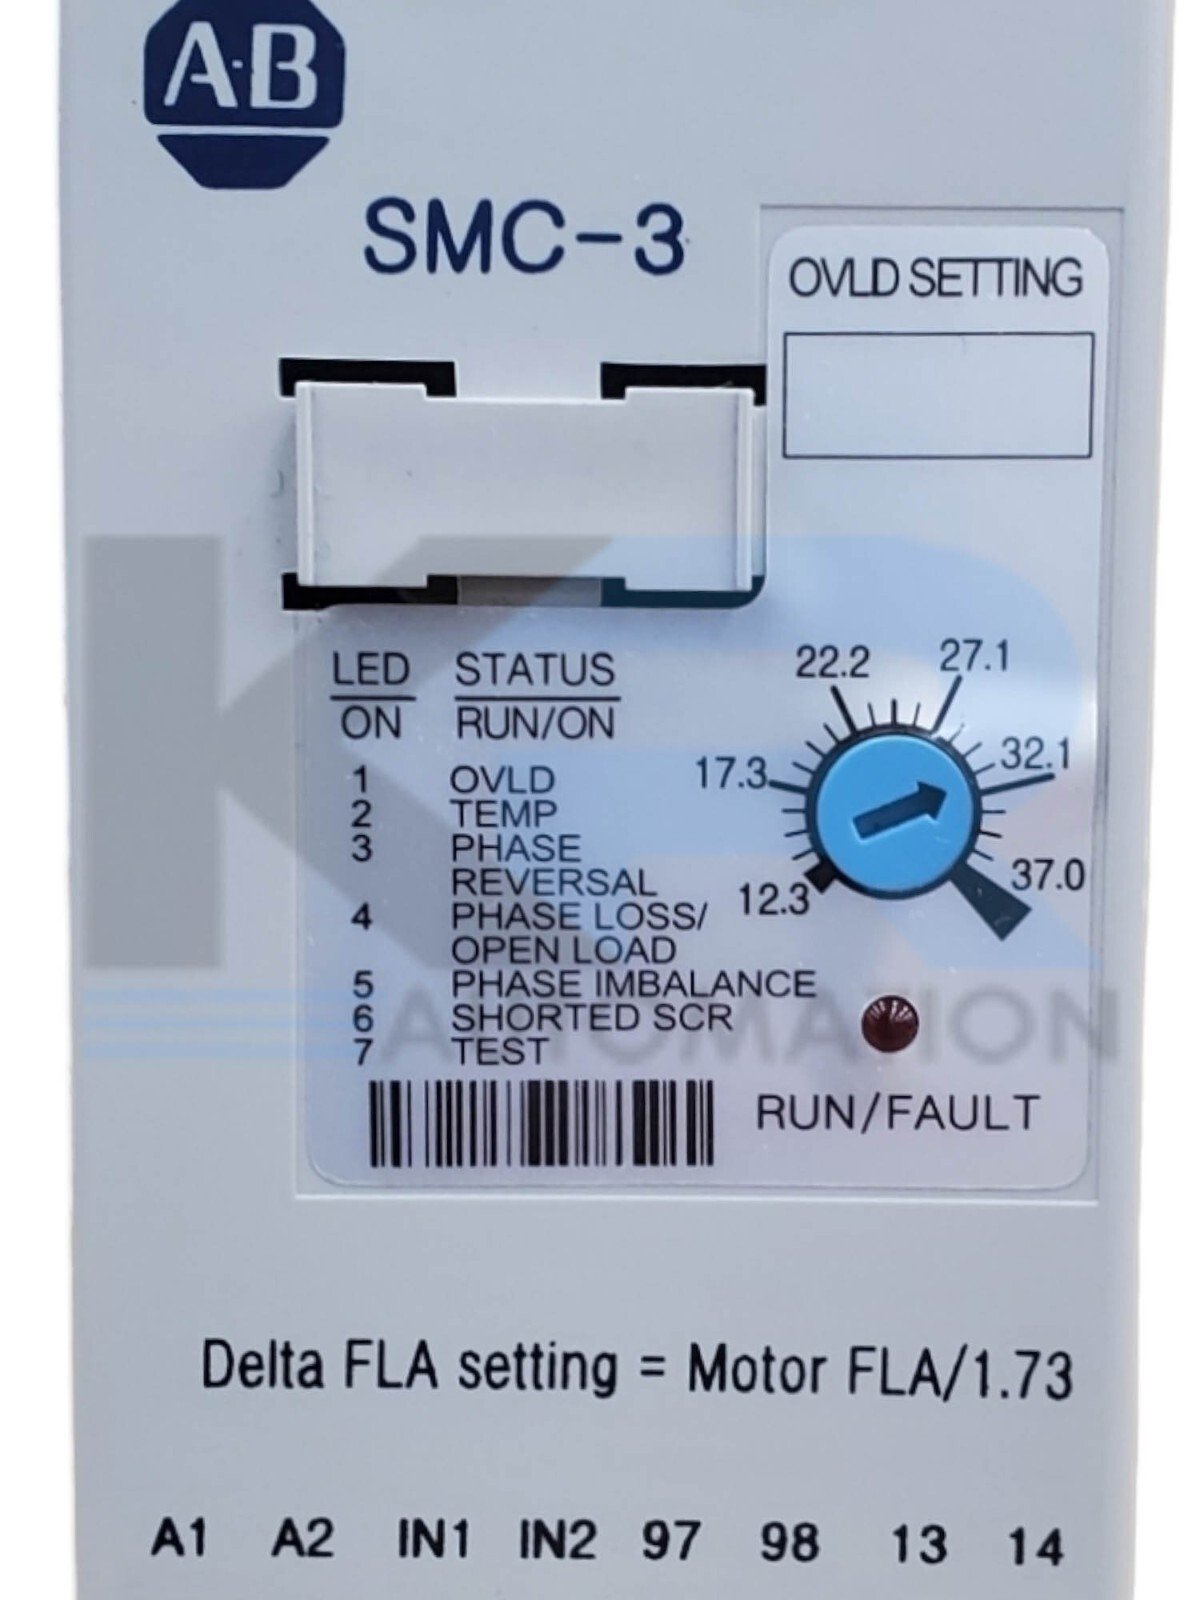 A-B
SMC-3
OVLD SETTING
LED STATUS
ON RUN/ON
1 OVLD
2 TEMP
3 PHASE
REVERSAL
4 PHASE LOSS/
OPEN LOAD
5 PHASE IMBALANCE
6 SHORTED SCR
7 TEST
12.3
17.3
22.2
27.1
32.1
37.0
RUN/FAULT
KR
AUTOMATION
Delta FLA setting = Motor FLA/1.73
A1 A2 IN1 IN2 97 98 13 14